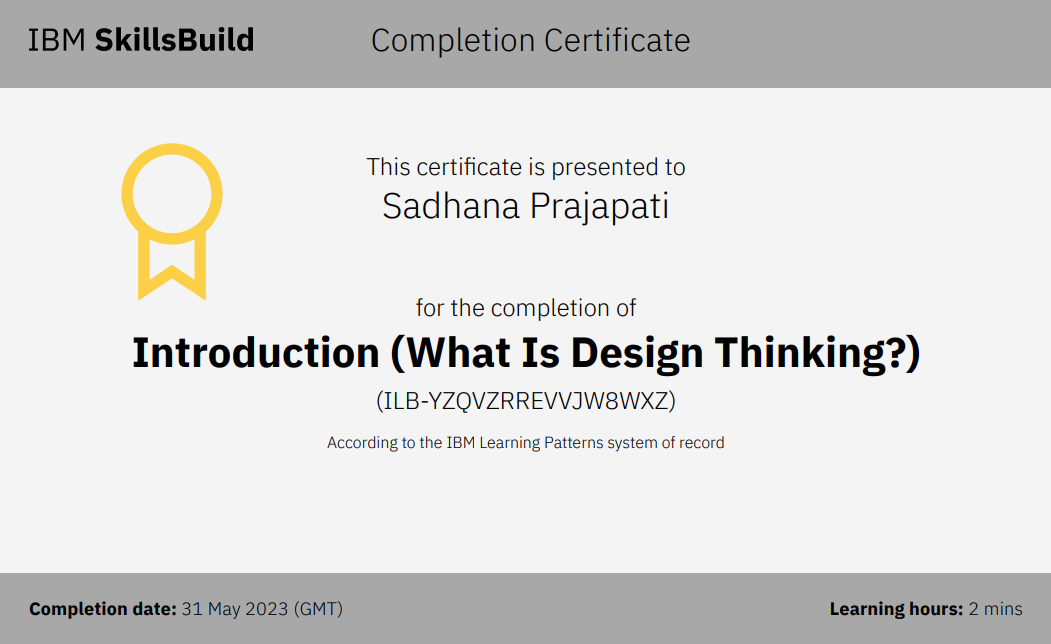 IBM SkillsBuild
Completion Certificate
This certificate is presented to
Sadhana Prajapati
for the completion of
Introduction (What Is Design Thinking?)
(ILB-YZQVZRREVVJW8WXZ)
According to the IBM Learning Patterns system of record
Completion date: 31 May 2023 (GMT)
Learning hours: 2 mins